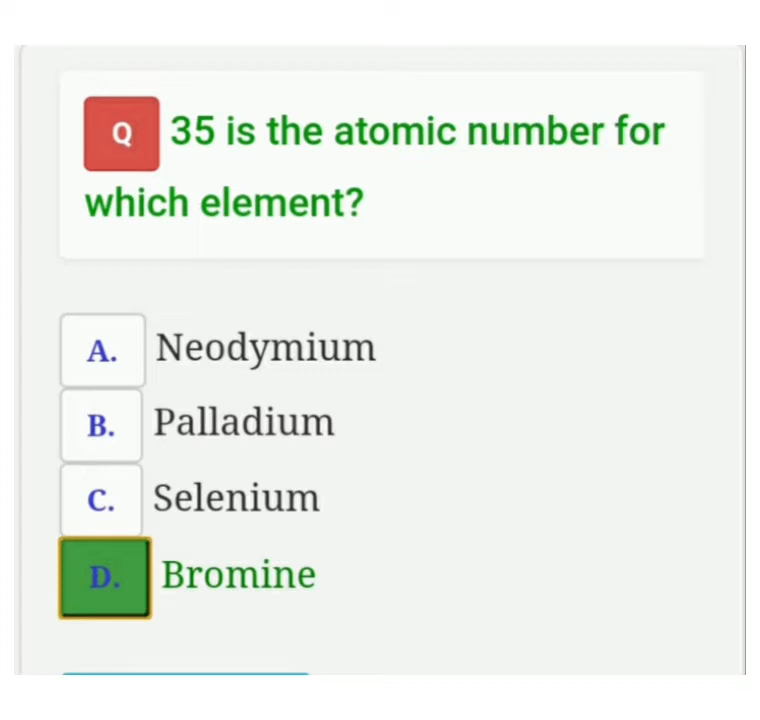 Q 35 is the atomic number for
which element?
A. Neodymium
B. Palladium
C. Selenium
D. Bromine